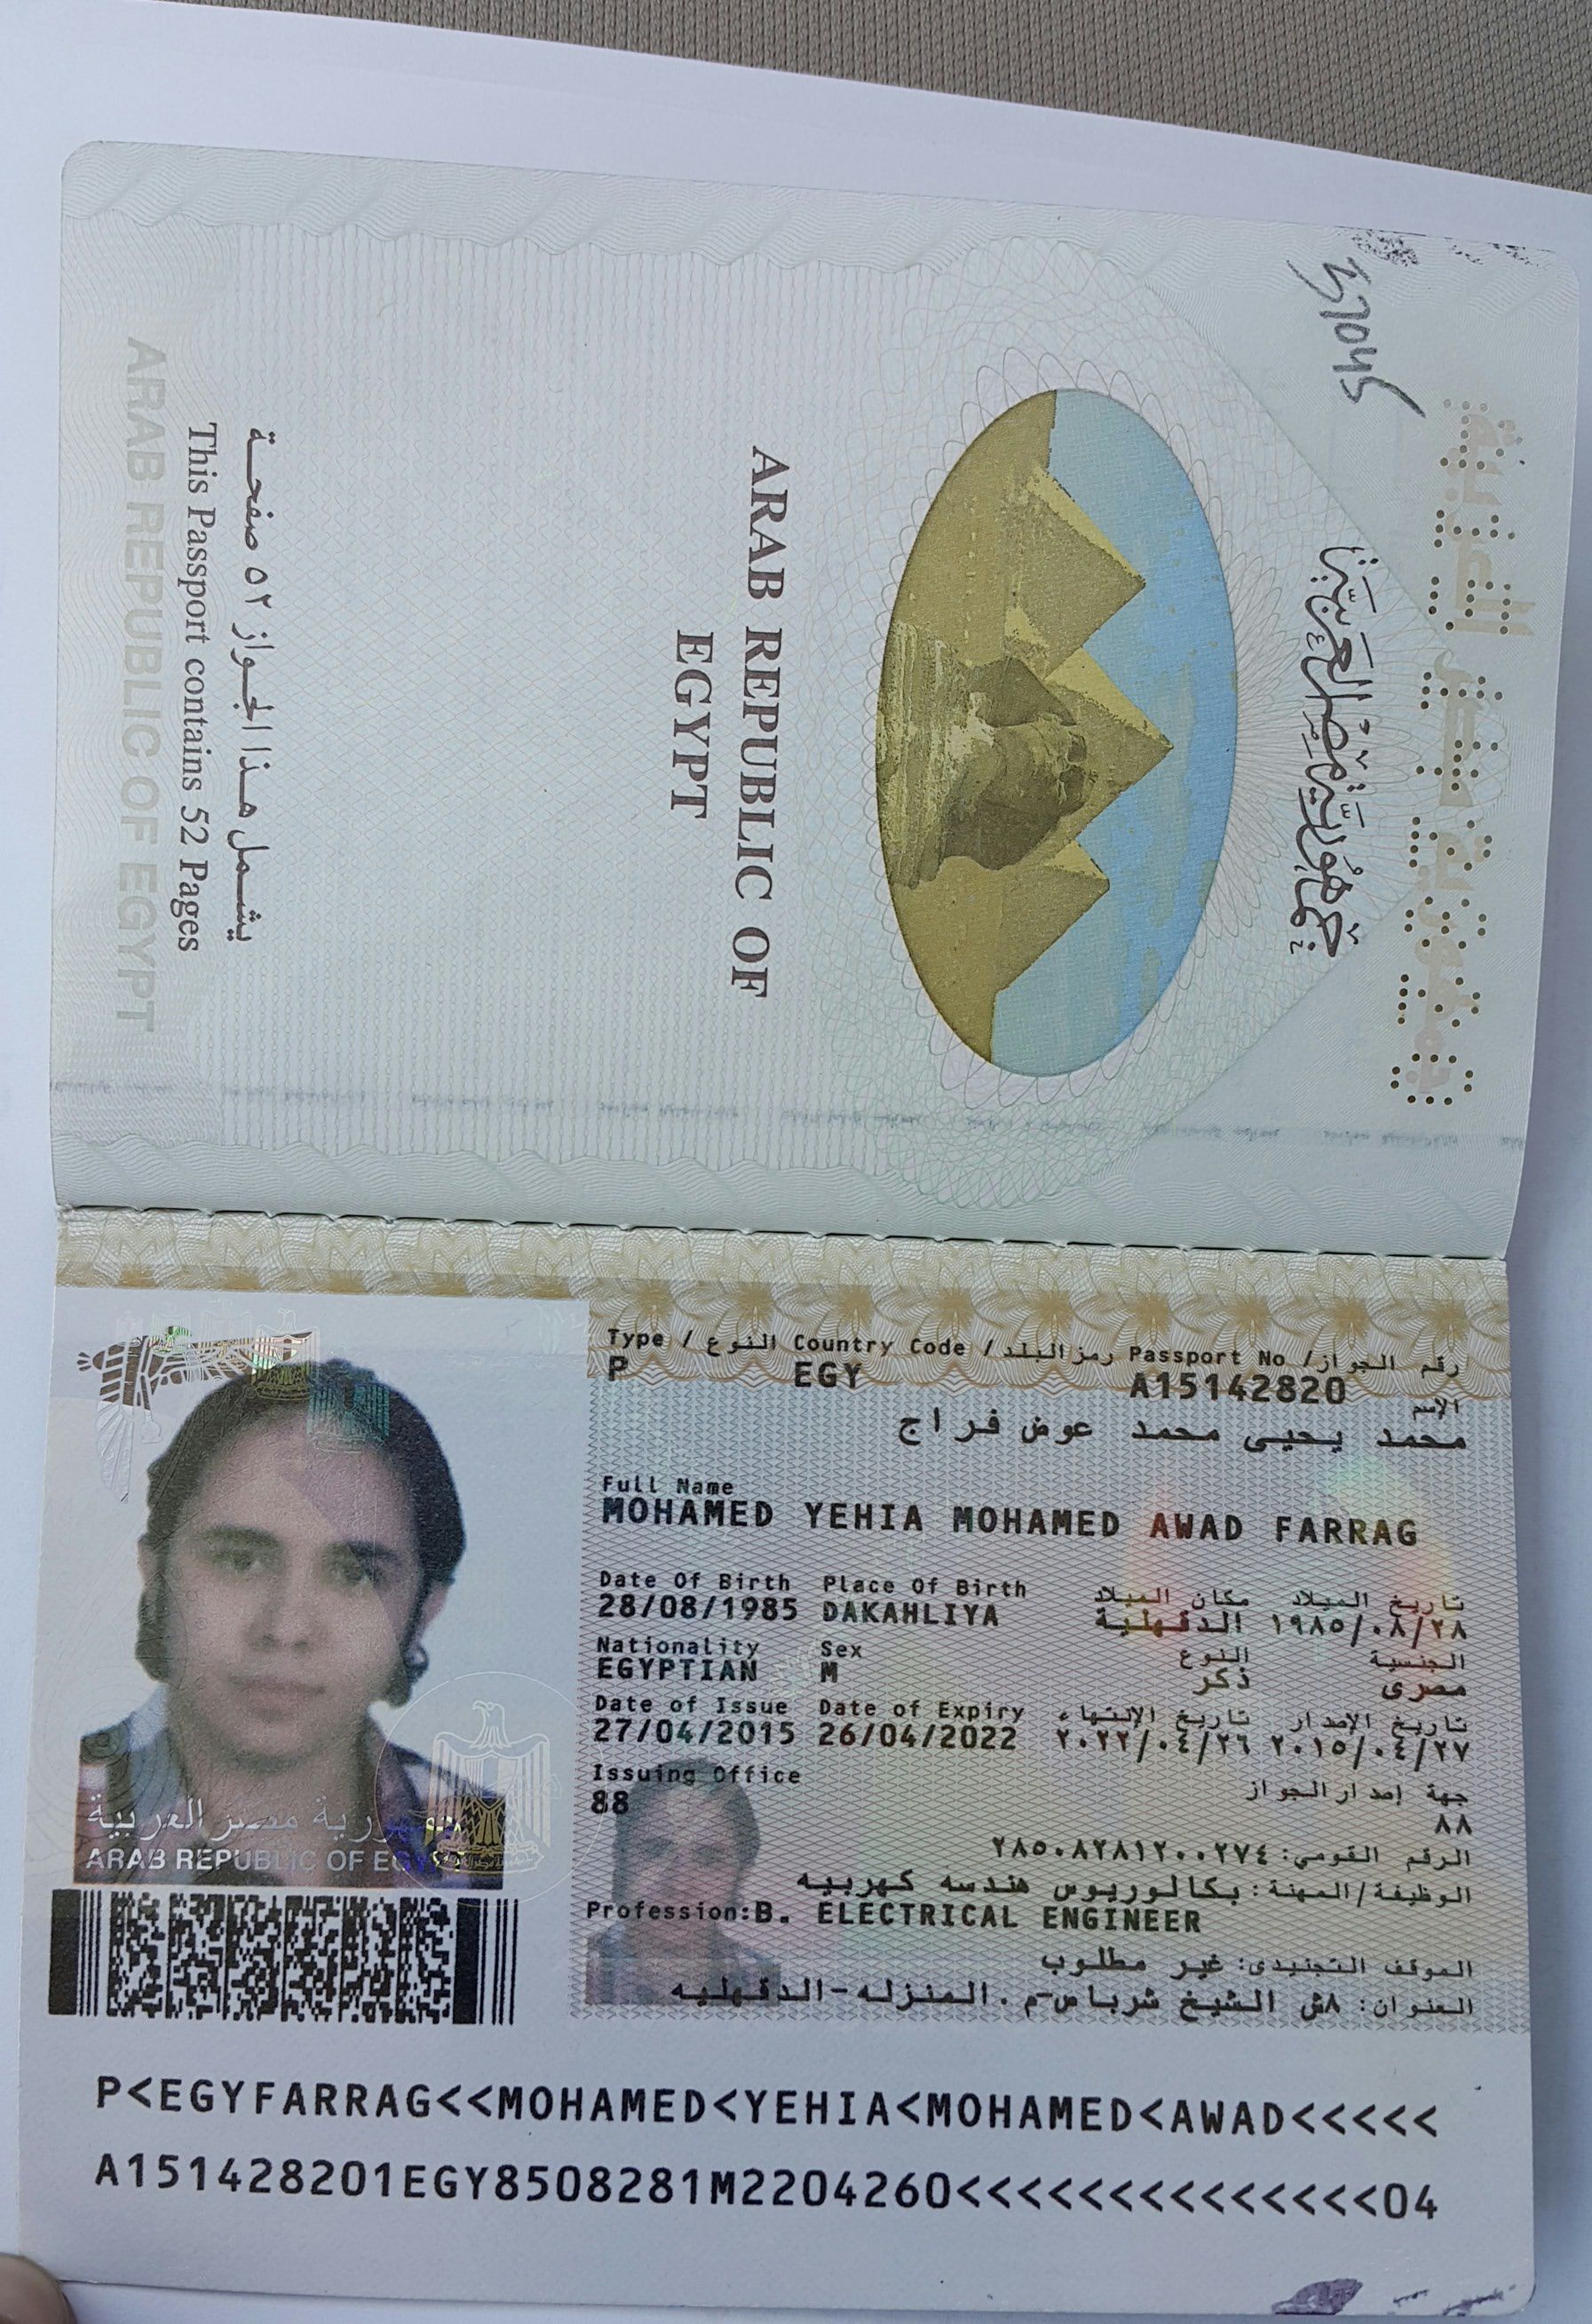 جمهورية مصر العربية
جمهورية مصر العربية
ARAB REPUBLIC OF
EGYPT
يشمل هذا الجواز ٥٢ صفحة
This Passport contains 52 Pages
ARAB REPUBLIC OF EGYPT
Type / النوع Country Code / رمز البلد Passport No / رقم الجواز
P EGY A15142820
الإسم
محمد يحيى محمد عوض فراج
Full Name
MOHAMED YEHIA MOHAMED AWAD FARRAG
Date Of Birth Place Of Birth مكان الميلاد تاريخ الميلاد
28/08/1985 DAKAHLIYA الدقهلية ١٩٨٥/٠٨/٢٨
Nationality Sex النوع الجنسية
EGYPTIAN M ذكر مصرى
Date of Issue Date of Expiry تاريخ الإنتهاء تاريخ الإصدار
27/04/2015 26/04/2022 ٢٠٢٢/٠٤/٢٦ ٢٠١٥/٠٤/٢٧
Issuing Office جهة إصدار الجواز
88 ٨٨
الرقم القومي: ٢٨٥٠٨٢٨١٢٠٠٢٧٤
الوظيفة/المهنة: بكالوريوس هندسه كهربيه
Profession:B. ELECTRICAL ENGINEER
الموقف التجنيدى: غير مطلوب
العنوان: ٨ش الشيخ شرباص-م.المنزله-الدقهليه
جمهورية مصر العربية
ARAB REPUBLIC OF EGYPT
P<EGYFARRAG<<MOHAMED<YEHIA<MOHAMED<AWAD<<<<<
A151428201EGY8508281M2204260<<<<<<<<<<<<<<04